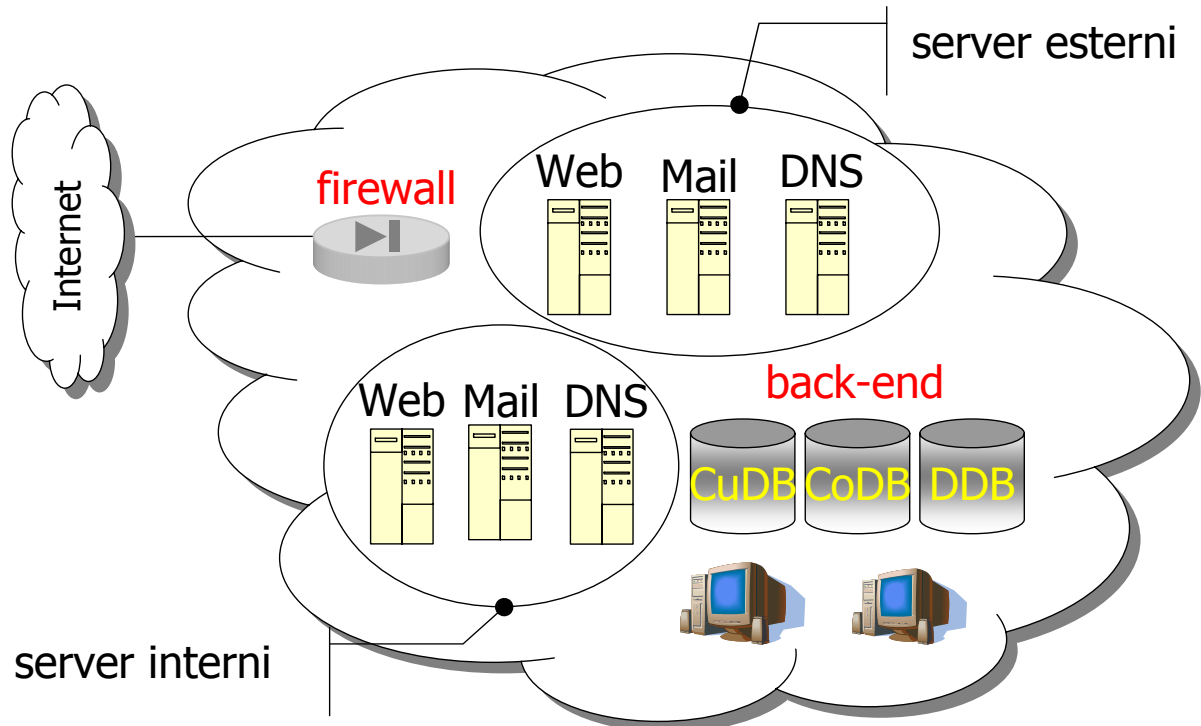 server esterni
Web Mail DNS
firewall
Internet
back-end
Web Mail DNS
CuDB CoDB DDB
server interni